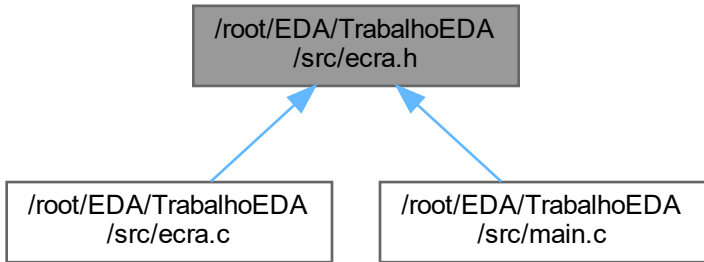 /root/EDA/TrabalhoEDA
/src/ecra.h
/root/EDA/TrabalhoEDA
/src/ecra.c
/root/EDA/TrabalhoEDA
/src/main.c